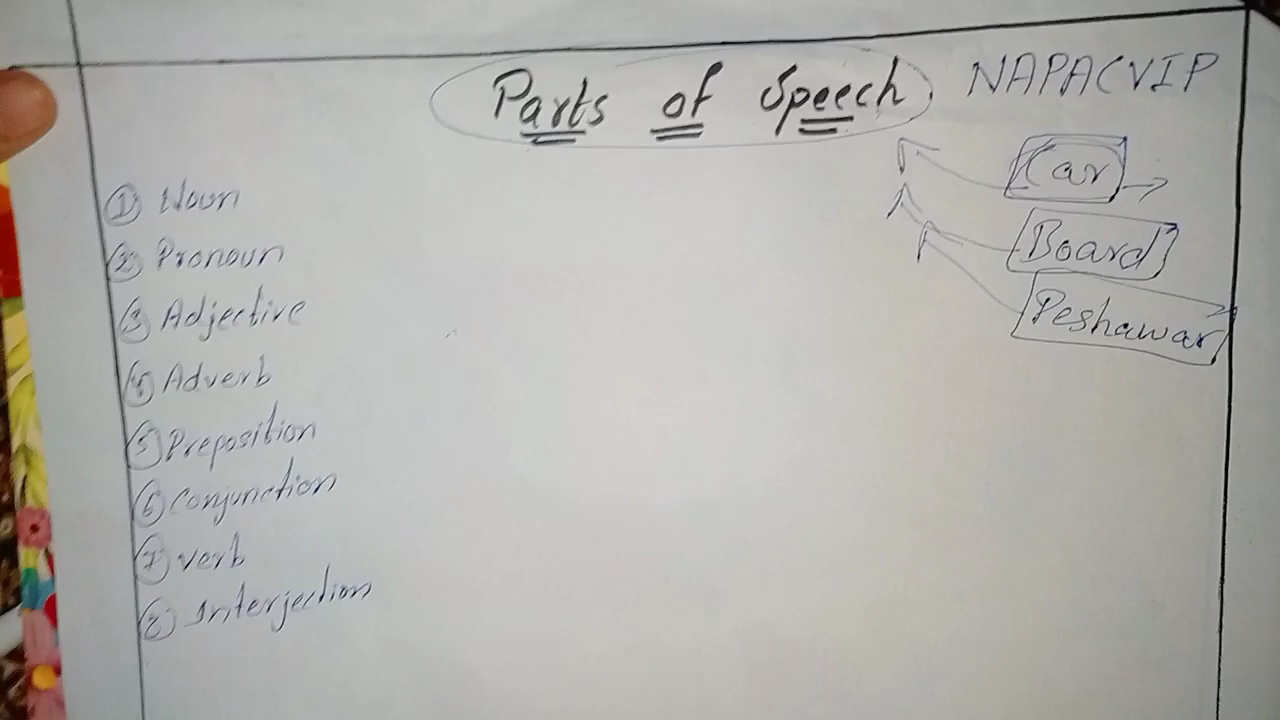 Parts of Speech NAPACVIP
Car
Board
Peshawar
① Noun
② Pronoun
③ Adjective
④ Adverb
⑤ Preposition
⑥ Conjunction
⑦ verb
⑧ Interjection